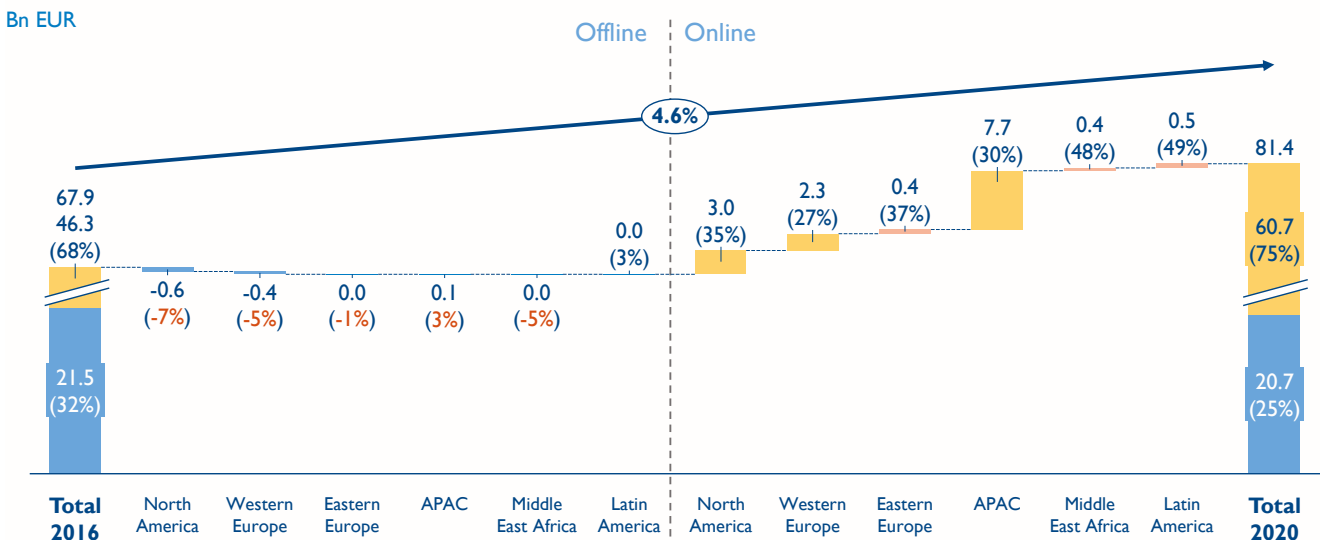 Bn EUR
Offline
Online
4.6%
67.9
46.3
(68%)
21.5
(32%)
-0.6
(-7%)
-0.4
(-5%)
0.0
(-1%)
0.1
(3%)
0.0
(-5%)
0.0
(3%)
3.0
(35%)
2.3
(27%)
0.4
(37%)
7.7
(30%)
0.4
(48%)
0.5
(49%)
81.4
60.7
(75%)
20.7
(25%)
Total
2016
North
America
Western
Europe
Eastern
Europe
APAC
Middle
East Africa
Latin
America
North
America
Western
Europe
Eastern
Europe
APAC
Middle
East Africa
Latin
America
Total
2020